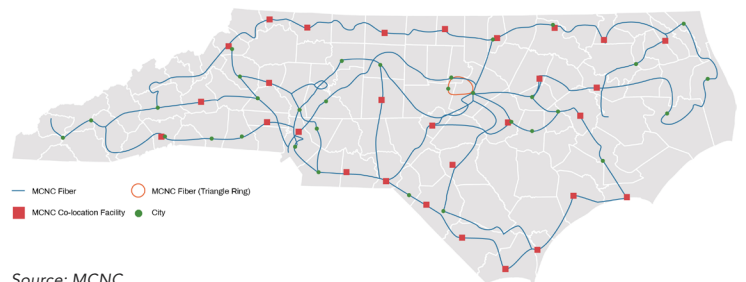 MCNC Fiber
MCNC Fiber (Triangle Ring)
MCNC Co-location Facility
City
Source: MCNC